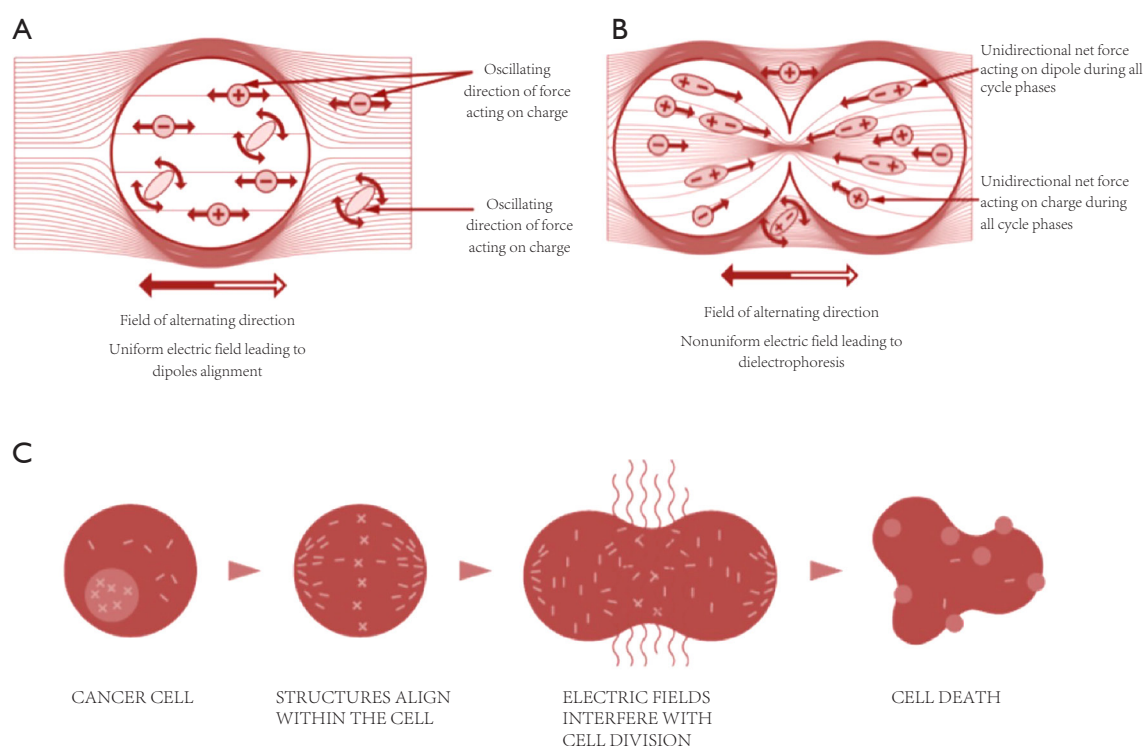 A
Oscillating
direction of force
acting on charge
Oscillating
direction of force
acting on charge
Field of alternating direction
Uniform electric field leading to
dipoles alignment
B
Unidirectional net force
acting on dipole during all
cycle phases
Unidirectional net force
acting on charge during
all cycle phases
Field of alternating direction
Nonuniform electric field leading to
dielectrophoresis
C
CANCER CELL
STRUCTURES ALIGN
WITHIN THE CELL
ELECTRIC FIELDS
INTERFERE WITH
CELL DIVISION
CELL DEATH